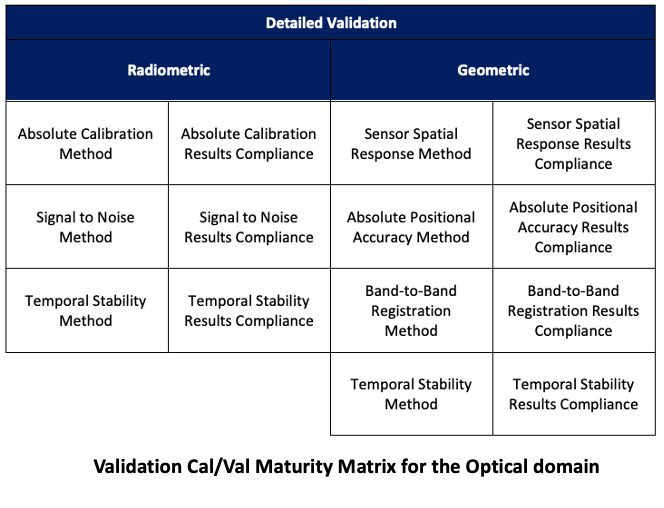 Detailed Validation
Radiometric
Geometric
Absolute Calibration
Method
Absolute Calibration
Results Compliance
Sensor Spatial
Response Method
Sensor Spatial
Response Results
Compliance
Signal to Noise
Method
Signal to Noise
Results Compliance
Absolute Positional
Accuracy Method
Absolute Positional
Accuracy Results
Compliance
Temporal Stability
Method
Temporal Stability
Results Compliance
Band-to-Band
Registration
Method
Band-to-Band
Registration Results
Compliance
Temporal Stability
Method
Temporal Stability
Results Compliance
Validation Cal/Val Maturity Matrix for the Optical domain